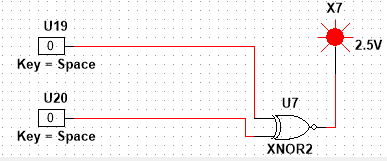 X7
U19
0
2.5V
Key = Space
U20
U7
0
Key = Space
XNOR2